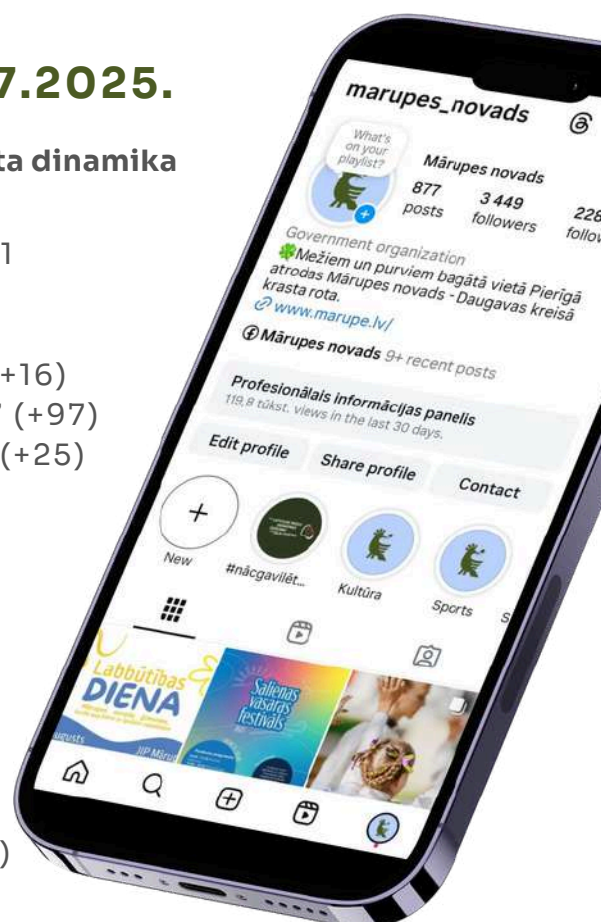 7.2025.
ta dinamika
1
+16)
(+97)
(+25)
)
marupes_novads
What's
on your
playlist?
Mārupes novads
877
posts
3 449
followers
228
follow
Government organization
🍀Mežiem un purviem bagātā vietā Pierīgā
atrodas Mārupes novads - Daugavas kreisā
krasta rota.
www.marupe.lv/
Mārupes novads 9+ recent posts
Profesionālais informācijas panelis
119,8 tūkst. views in the last 30 days.
Edit profile
Share profile
Contact
New
#nācgavilēt...
Kultūra
Sports
S
Labbūtības
DIENA
augusts
JIP Māru
Salienas
vasaras
festivāls